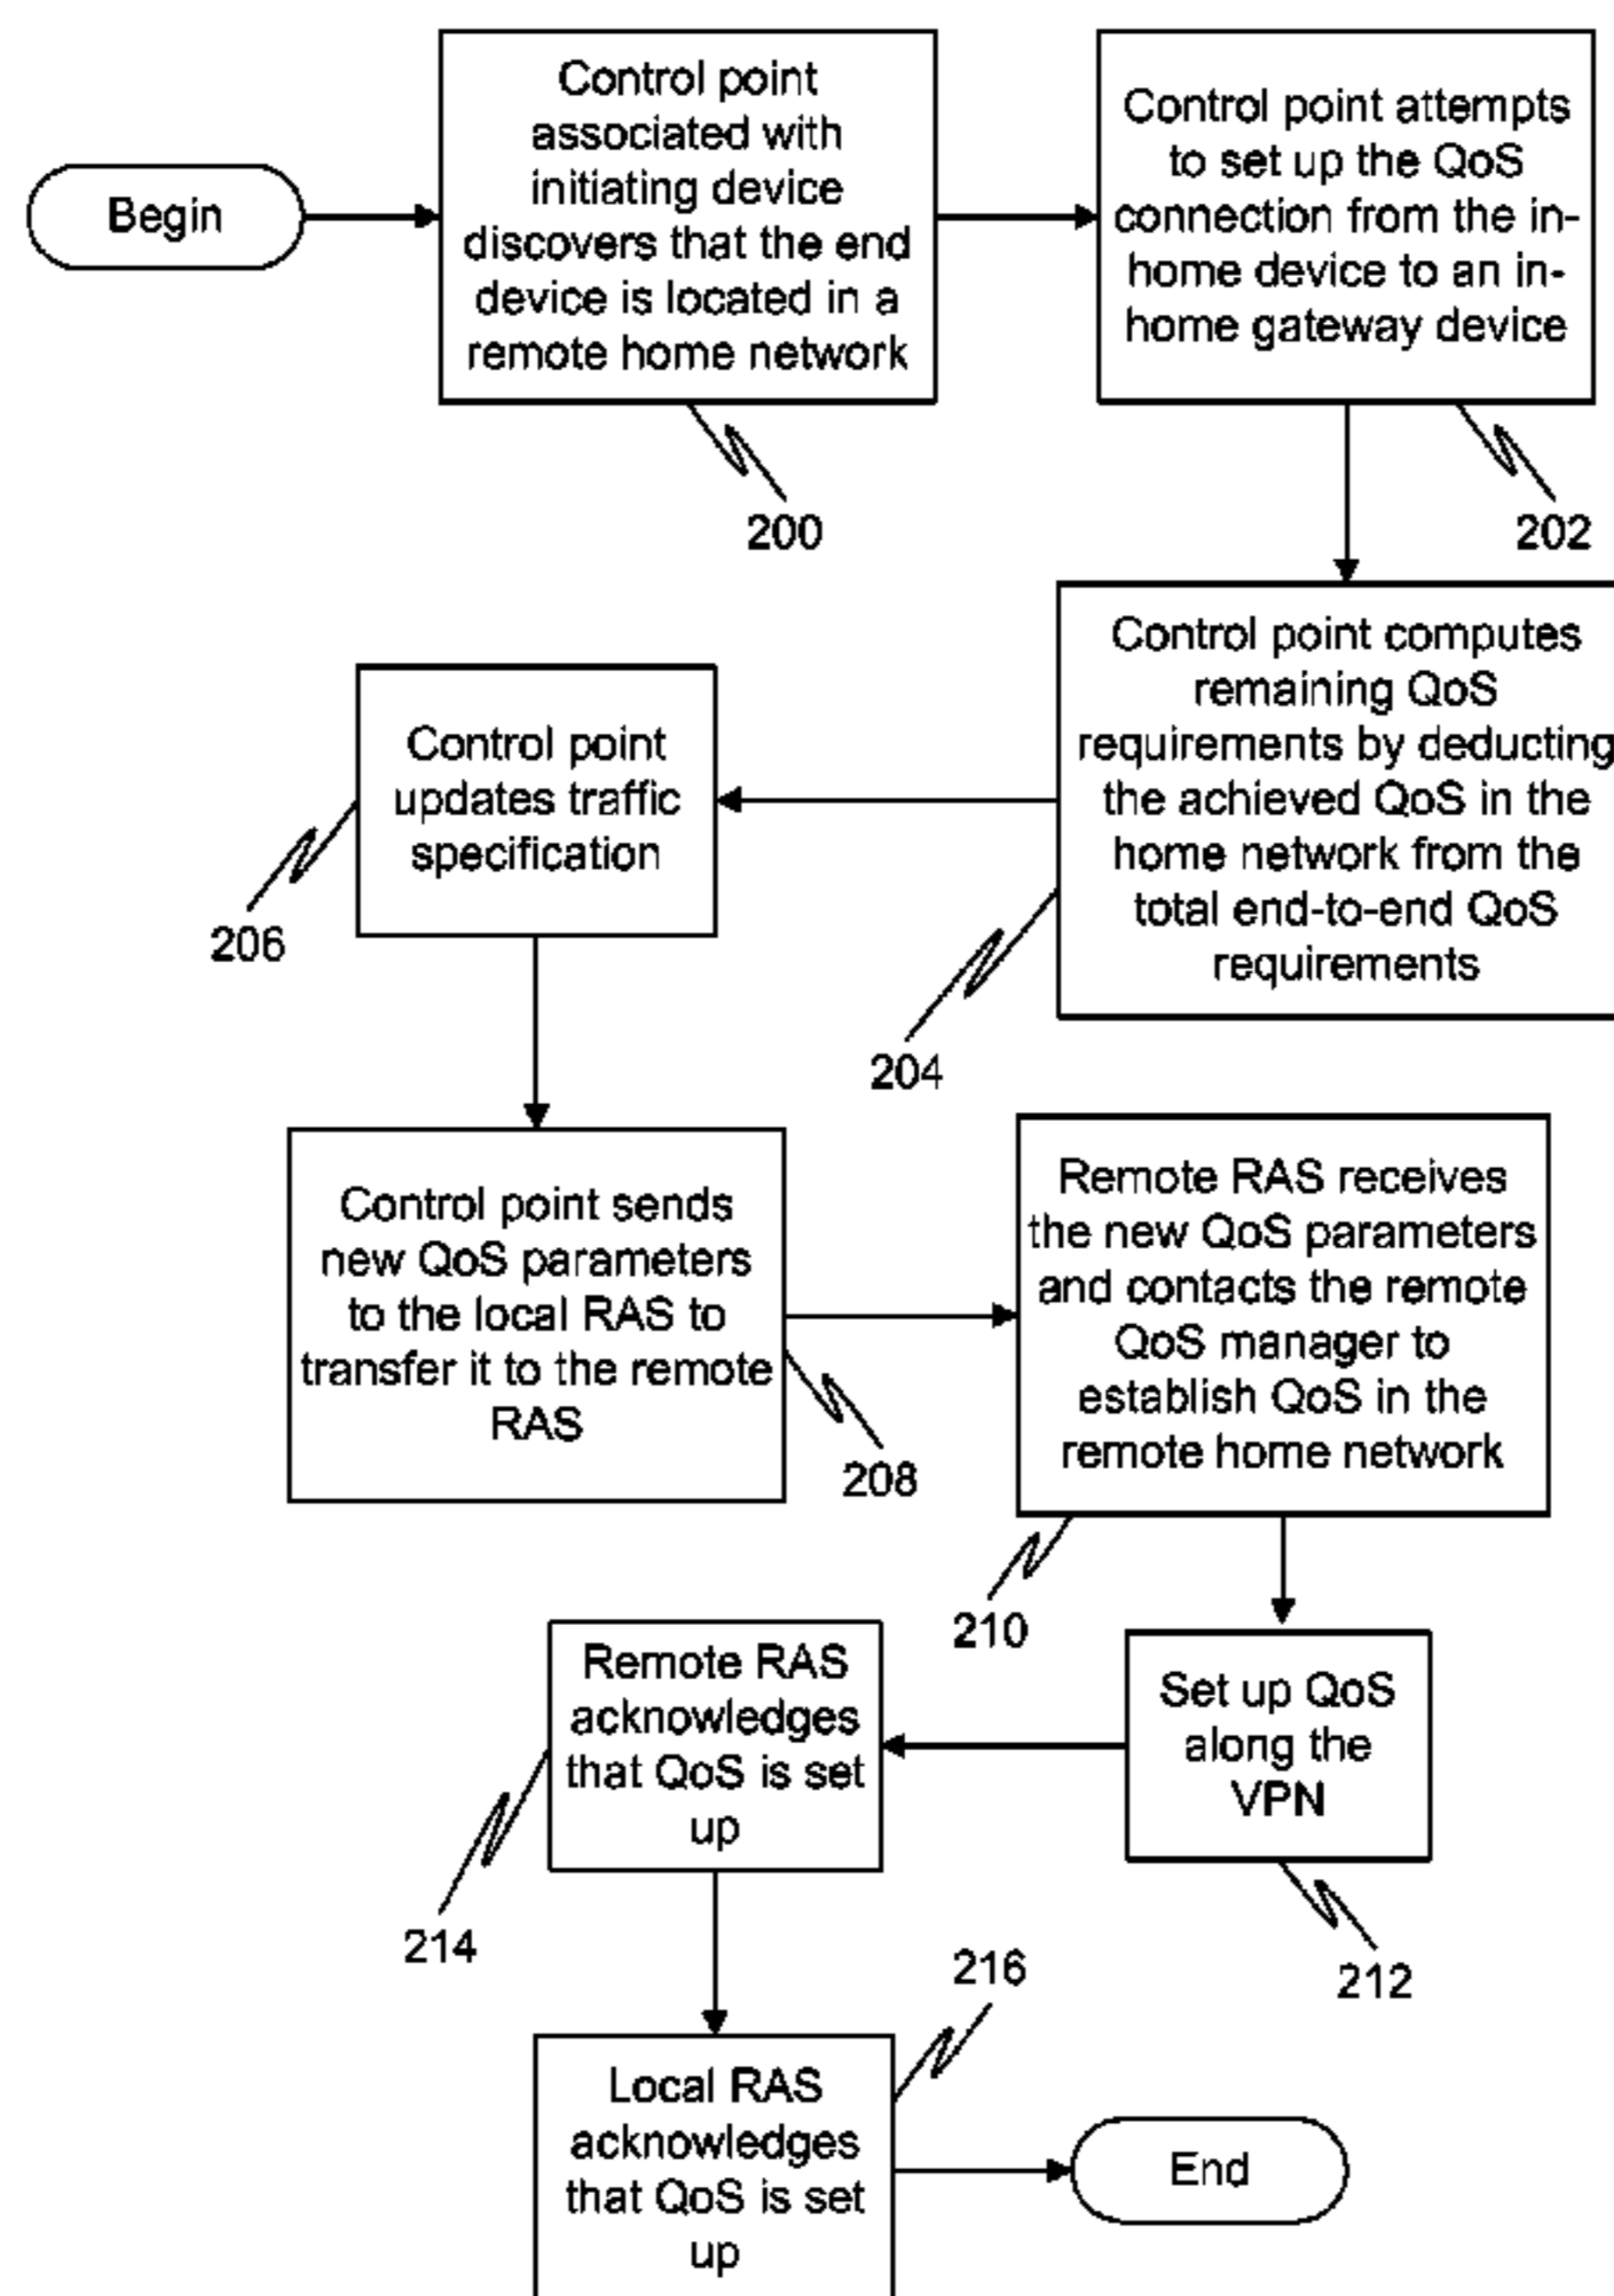 Begin
Control point
associated with
initiating device
discovers that the end
device is located in a
remote home network
200
Control point attempts
to set up the QoS
connection from the in-
home device to an in-
home gateway device
202
Control point computes
remaining QoS
requirements by deducting
the achieved QoS in the
home network from the
total end-to-end QoS
requirements
204
Control point
updates traffic
specification
206
Control point sends
new QoS parameters
to the local RAS to
transfer it to the remote
RAS
208
Remote RAS receives
the new QoS parameters
and contacts the remote
QoS manager to
establish QoS in the
remote home network
210
Set up QoS
along the
VPN
212
Remote RAS
acknowledges
that QoS is set
up
214
Local RAS
acknowledges
that QoS is set
up
216
End